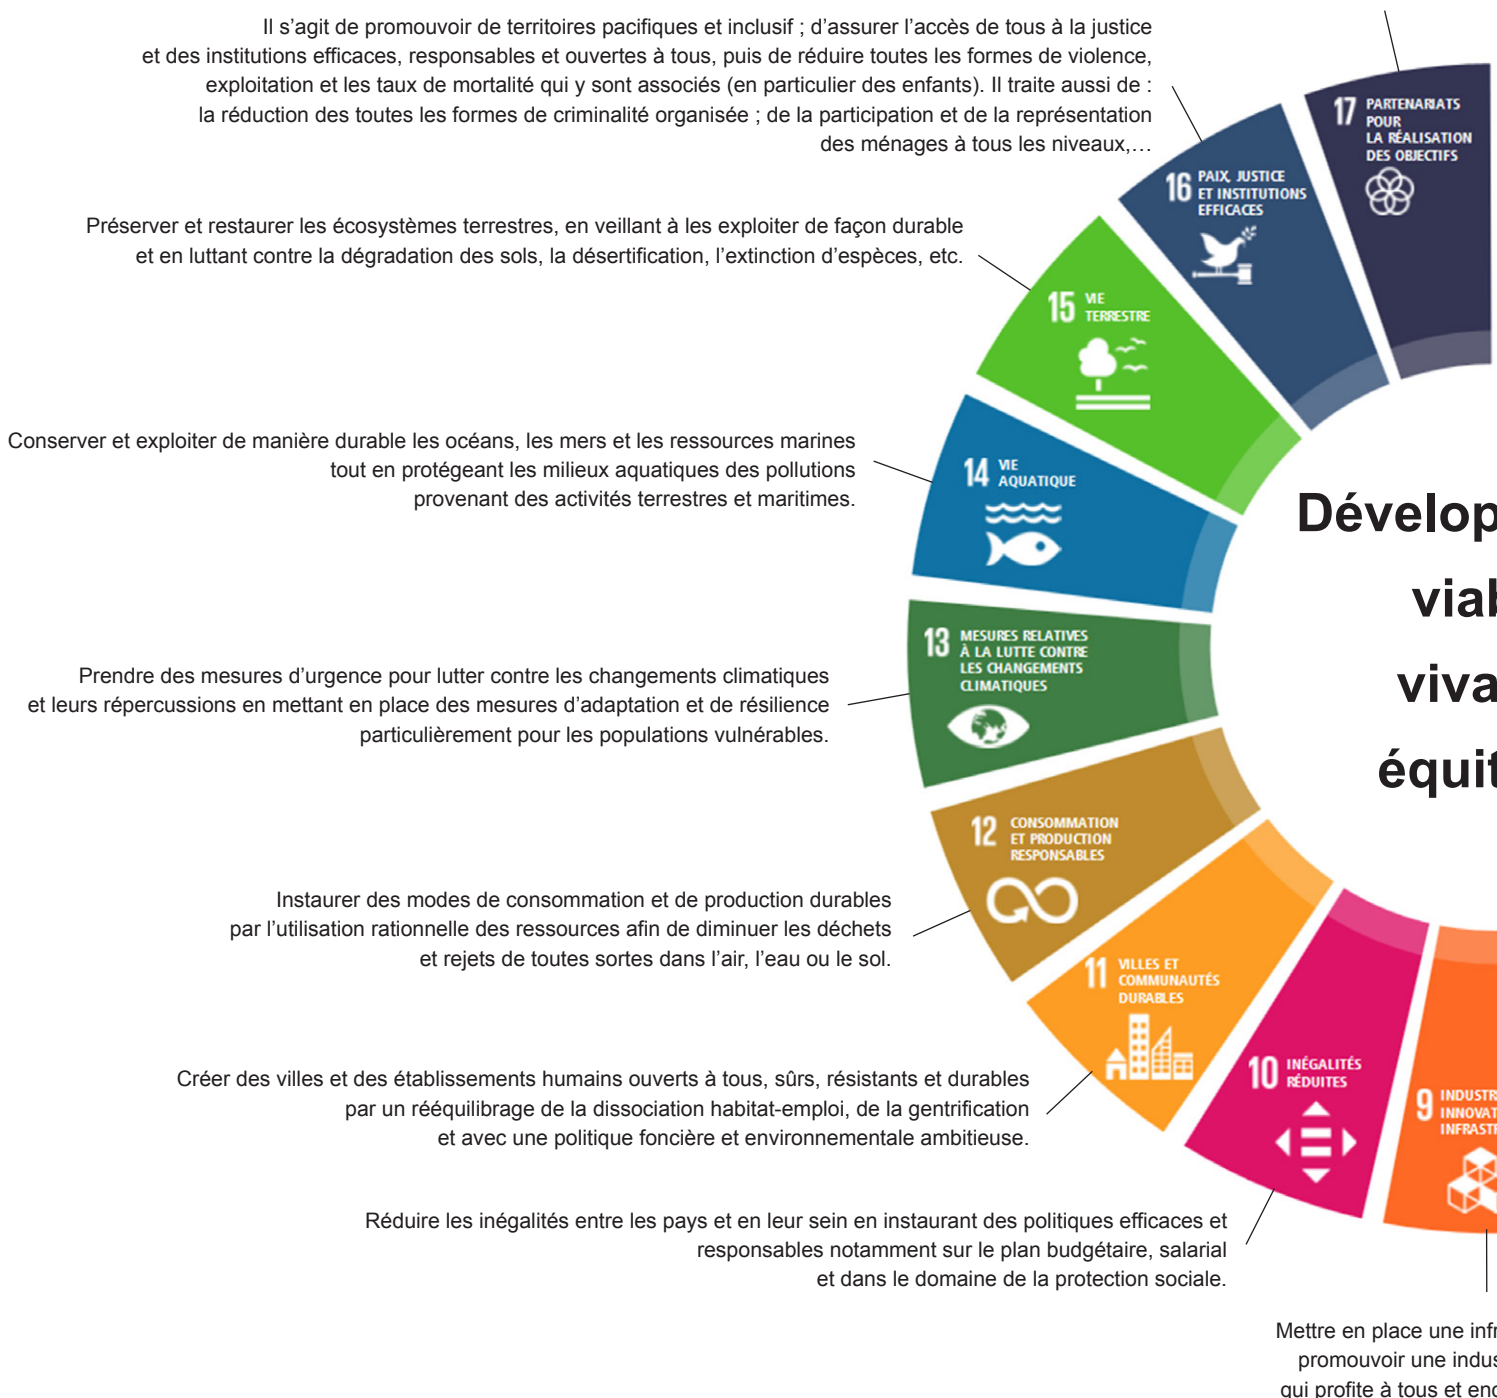 Il s’agit de promouvoir de territoires pacifiques et inclusif ; d’assurer l’accès de tous à la justice
et des institutions efficaces, responsables et ouvertes à tous, puis de réduire toutes les formes de violence,
exploitation et les taux de mortalité qui y sont associés (en particulier des enfants). Il traite aussi de :
la réduction des toutes les formes de criminalité organisée ; de la participation et de la représentation
des ménages à tous les niveaux,…
17 PARTENARIATS
POUR
LA RÉALISATION
DES OBJECTIFS
16 PAIX, JUSTICE
ET INSTITUTIONS
EFFICACES
Préserver et restaurer les écosystèmes terrestres, en veillant à les exploiter de façon durable
et en luttant contre la dégradation des sols, la désertification, l’extinction d’espèces, etc.
15 VIE
TERRESTRE
Conserver et exploiter de manière durable les océans, les mers et les ressources marines
tout en protégeant les milieux aquatiques des pollutions
provenant des activités terrestres et maritimes.
14 VIE
AQUATIQUE
Dévelop
viab
viva
équit
13 MESURES RELATIVES
À LA LUTTE CONTRE
LES CHANGEMENTS
CLIMATIQUES
Prendre des mesures d’urgence pour lutter contre les changements climatiques
et leurs répercussions en mettant en place des mesures d’adaptation et de résilience
particulièrement pour les populations vulnérables.
12 CONSOMMATION
ET PRODUCTION
RESPONSABLES
Instaurer des modes de consommation et de production durables
par l’utilisation rationnelle des ressources afin de diminuer les déchets
et rejets de toutes sortes dans l’air, l’eau ou le sol.
11 VILLES ET
COMMUNAUTÉS
DURABLES
Créer des villes et des établissements humains ouverts à tous, sûrs, résistants et durables
par un rééquilibrage de la dissociation habitat-emploi, de la gentrification
et avec une politique foncière et environnementale ambitieuse.
10 INÉGALITÉS
RÉDUITES
9 INDUSTR
INNOVAT
INFRASTR
Réduire les inégalités entre les pays et en leur sein en instaurant des politiques efficaces et
responsables notamment sur le plan budgétaire, salarial
et dans le domaine de la protection sociale.
Mettre en place une infr
promouvoir une indus
qui profite à tous et enc